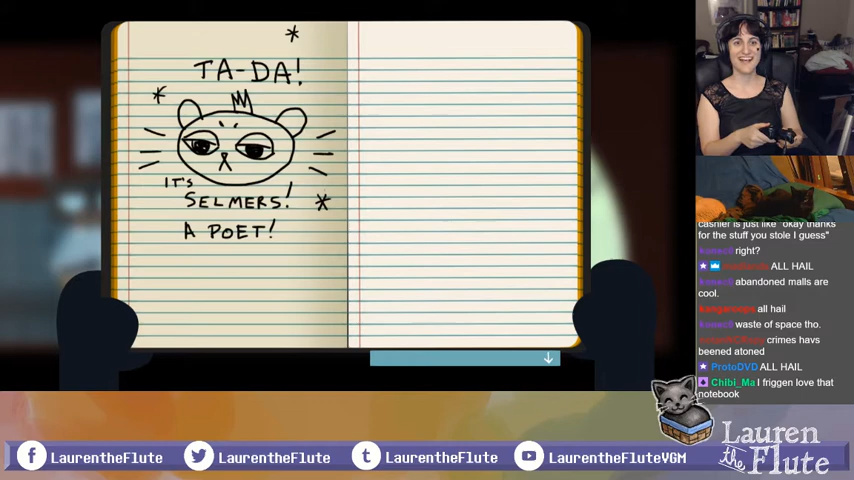 TA-DA!
IT'S
SELMERS!
A POET!
cashier is just like "okay thanks
for the stuff you stole I guess"
right?
ALL HAIL
abandoned malls are
cool.
all hail
waste of space tho.
crimes havs
beened atoned
ProtoDVD ALL HAIL
Chibi_Ma I friggen love that
notebook
Lauren
the Flute
LaurentheFlute
LaurentheFlute
LaurentheFlute
LaurentheFluteVGM